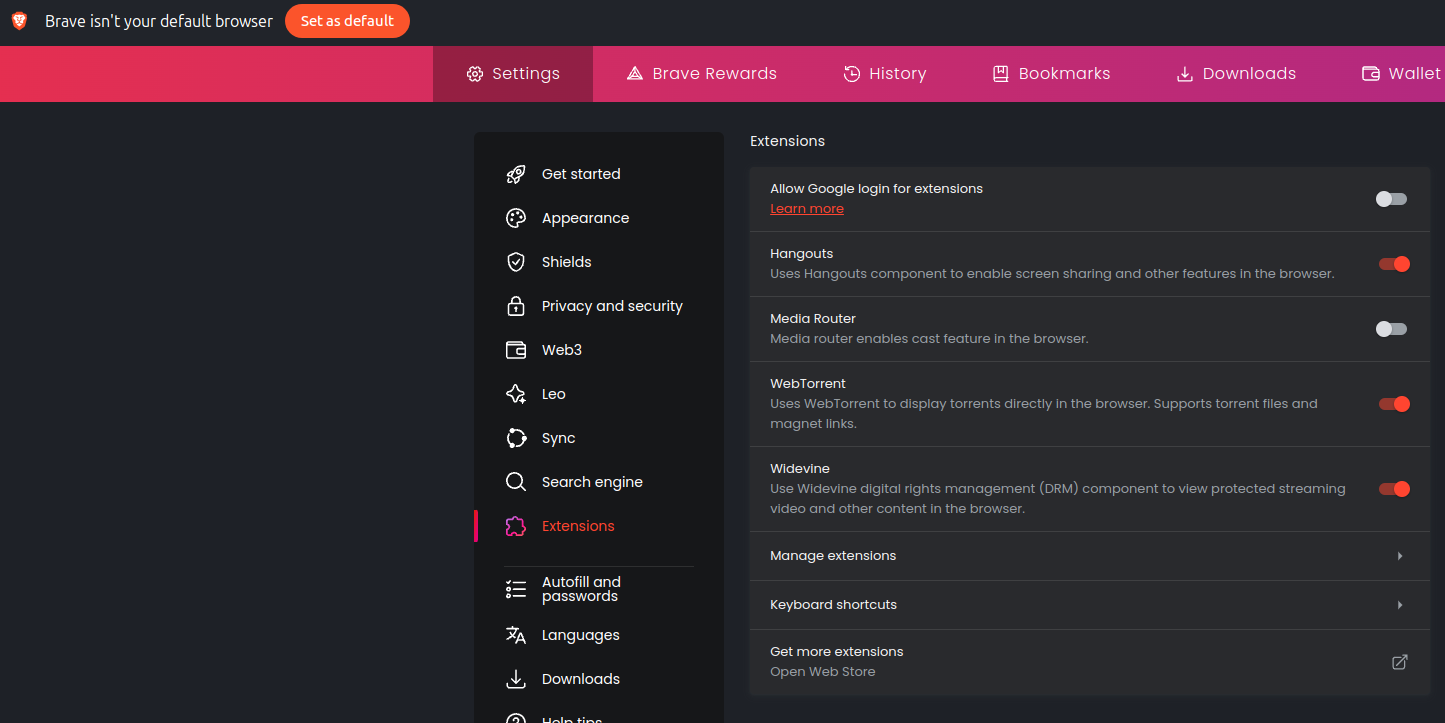 Brave isn't your default browser
Set as default
Settings
Brave Rewards
History
Bookmarks
Downloads
Wallet
Get started
Appearance
Shields
Privacy and security
Web3
Leo
Sync
Search engine
Extensions
Autofill and
passwords
Languages
Downloads
Help tips
Extensions
Allow Google login for extensions
Learn more
Hangouts
Uses Hangouts component to enable screen sharing and other features in the browser.
Media Router
Media router enables cast feature in the browser.
WebTorrent
Uses WebTorrent to display torrents directly in the browser. Supports torrent files and
magnet links.
Widevine
Use Widevine digital rights management (DRM) component to view protected streaming
video and other content in the browser.
Manage extensions
Keyboard shortcuts
Get more extensions
Open Web Store